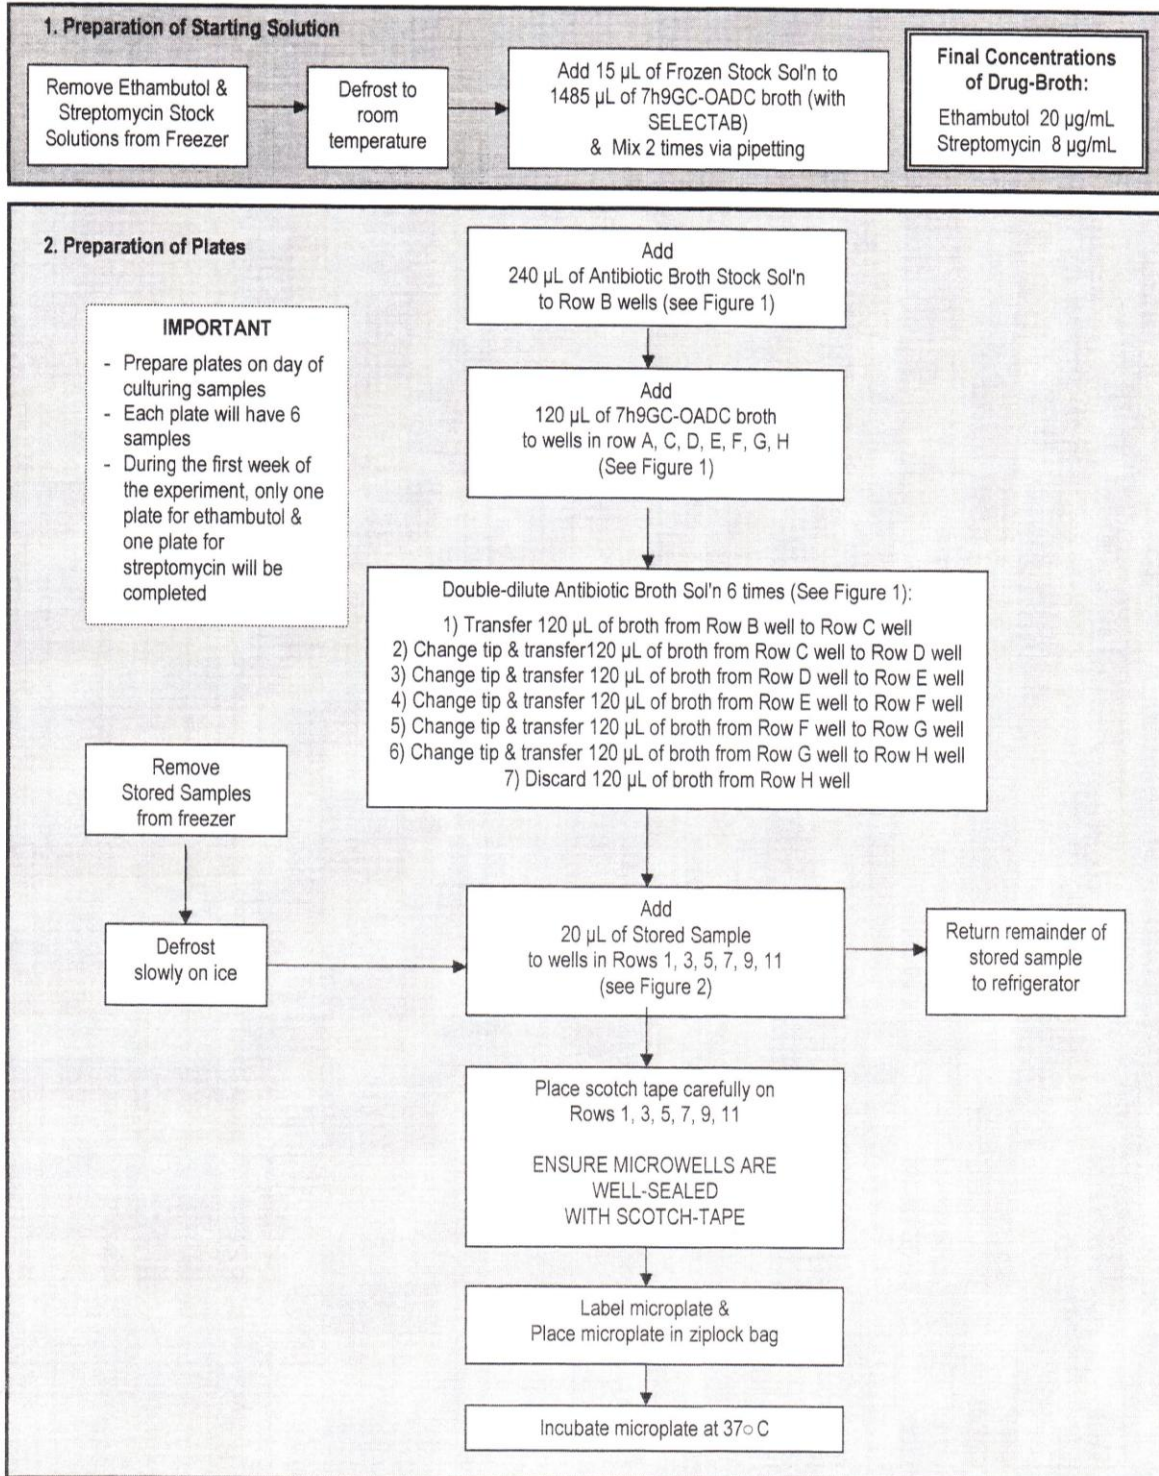 1. Preparation of Starting Solution
Remove Ethambutol &
Streptomycin Stock
Solutions from Freezer
Defrost to
room
temperature
Add 15 µL of Frozen Stock Sol'n to
1485 µL of 7h9GC-OADC broth (with
SELECTAB)
& Mix 2 times via pipetting
Final Concentrations
of Drug-Broth:
Ethambutol 20 µg/mL
Streptomycin 8 µg/mL
2. Preparation of Plates
IMPORTANT
- Prepare plates on day of
culturing samples
- Each plate will have 6
samples
- During the first week of
the experiment, only one
plate for ethambutol &
one plate for
streptomycin will be
completed
Add
240 µL of Antibiotic Broth Stock Sol'n
to Row B wells (see Figure 1)
Add
120 µL of 7h9GC-OADC broth
to wells in row A, C, D, E, F, G, H
(See Figure 1)
Double-dilute Antibiotic Broth Sol'n 6 times (See Figure 1):
1) Transfer 120 µL of broth from Row B well to Row C well
2) Change tip & transfer120 µL of broth from Row C well to Row D well
3) Change tip & transfer 120 µL of broth from Row D well to Row E well
4) Change tip & transfer 120 µL of broth from Row E well to Row F well
5) Change tip & transfer 120 µL of broth from Row F well to Row G well
6) Change tip & transfer 120 µL of broth from Row G well to Row H well
7) Discard 120 µL of broth from Row H well
Remove
Stored Samples
from freezer
Defrost
slowly on ice
Add
20 µL of Stored Sample
to wells in Rows 1, 3, 5, 7, 9, 11
(see Figure 2)
Return remainder of
stored sample
to refrigerator
Place scotch tape carefully on
Rows 1, 3, 5, 7, 9, 11
ENSURE MICROWELLS ARE
WELL-SEALED
WITH SCOTCH-TAPE
Label microplate &
Place microplate in ziplock bag
Incubate microplate at 37○ C